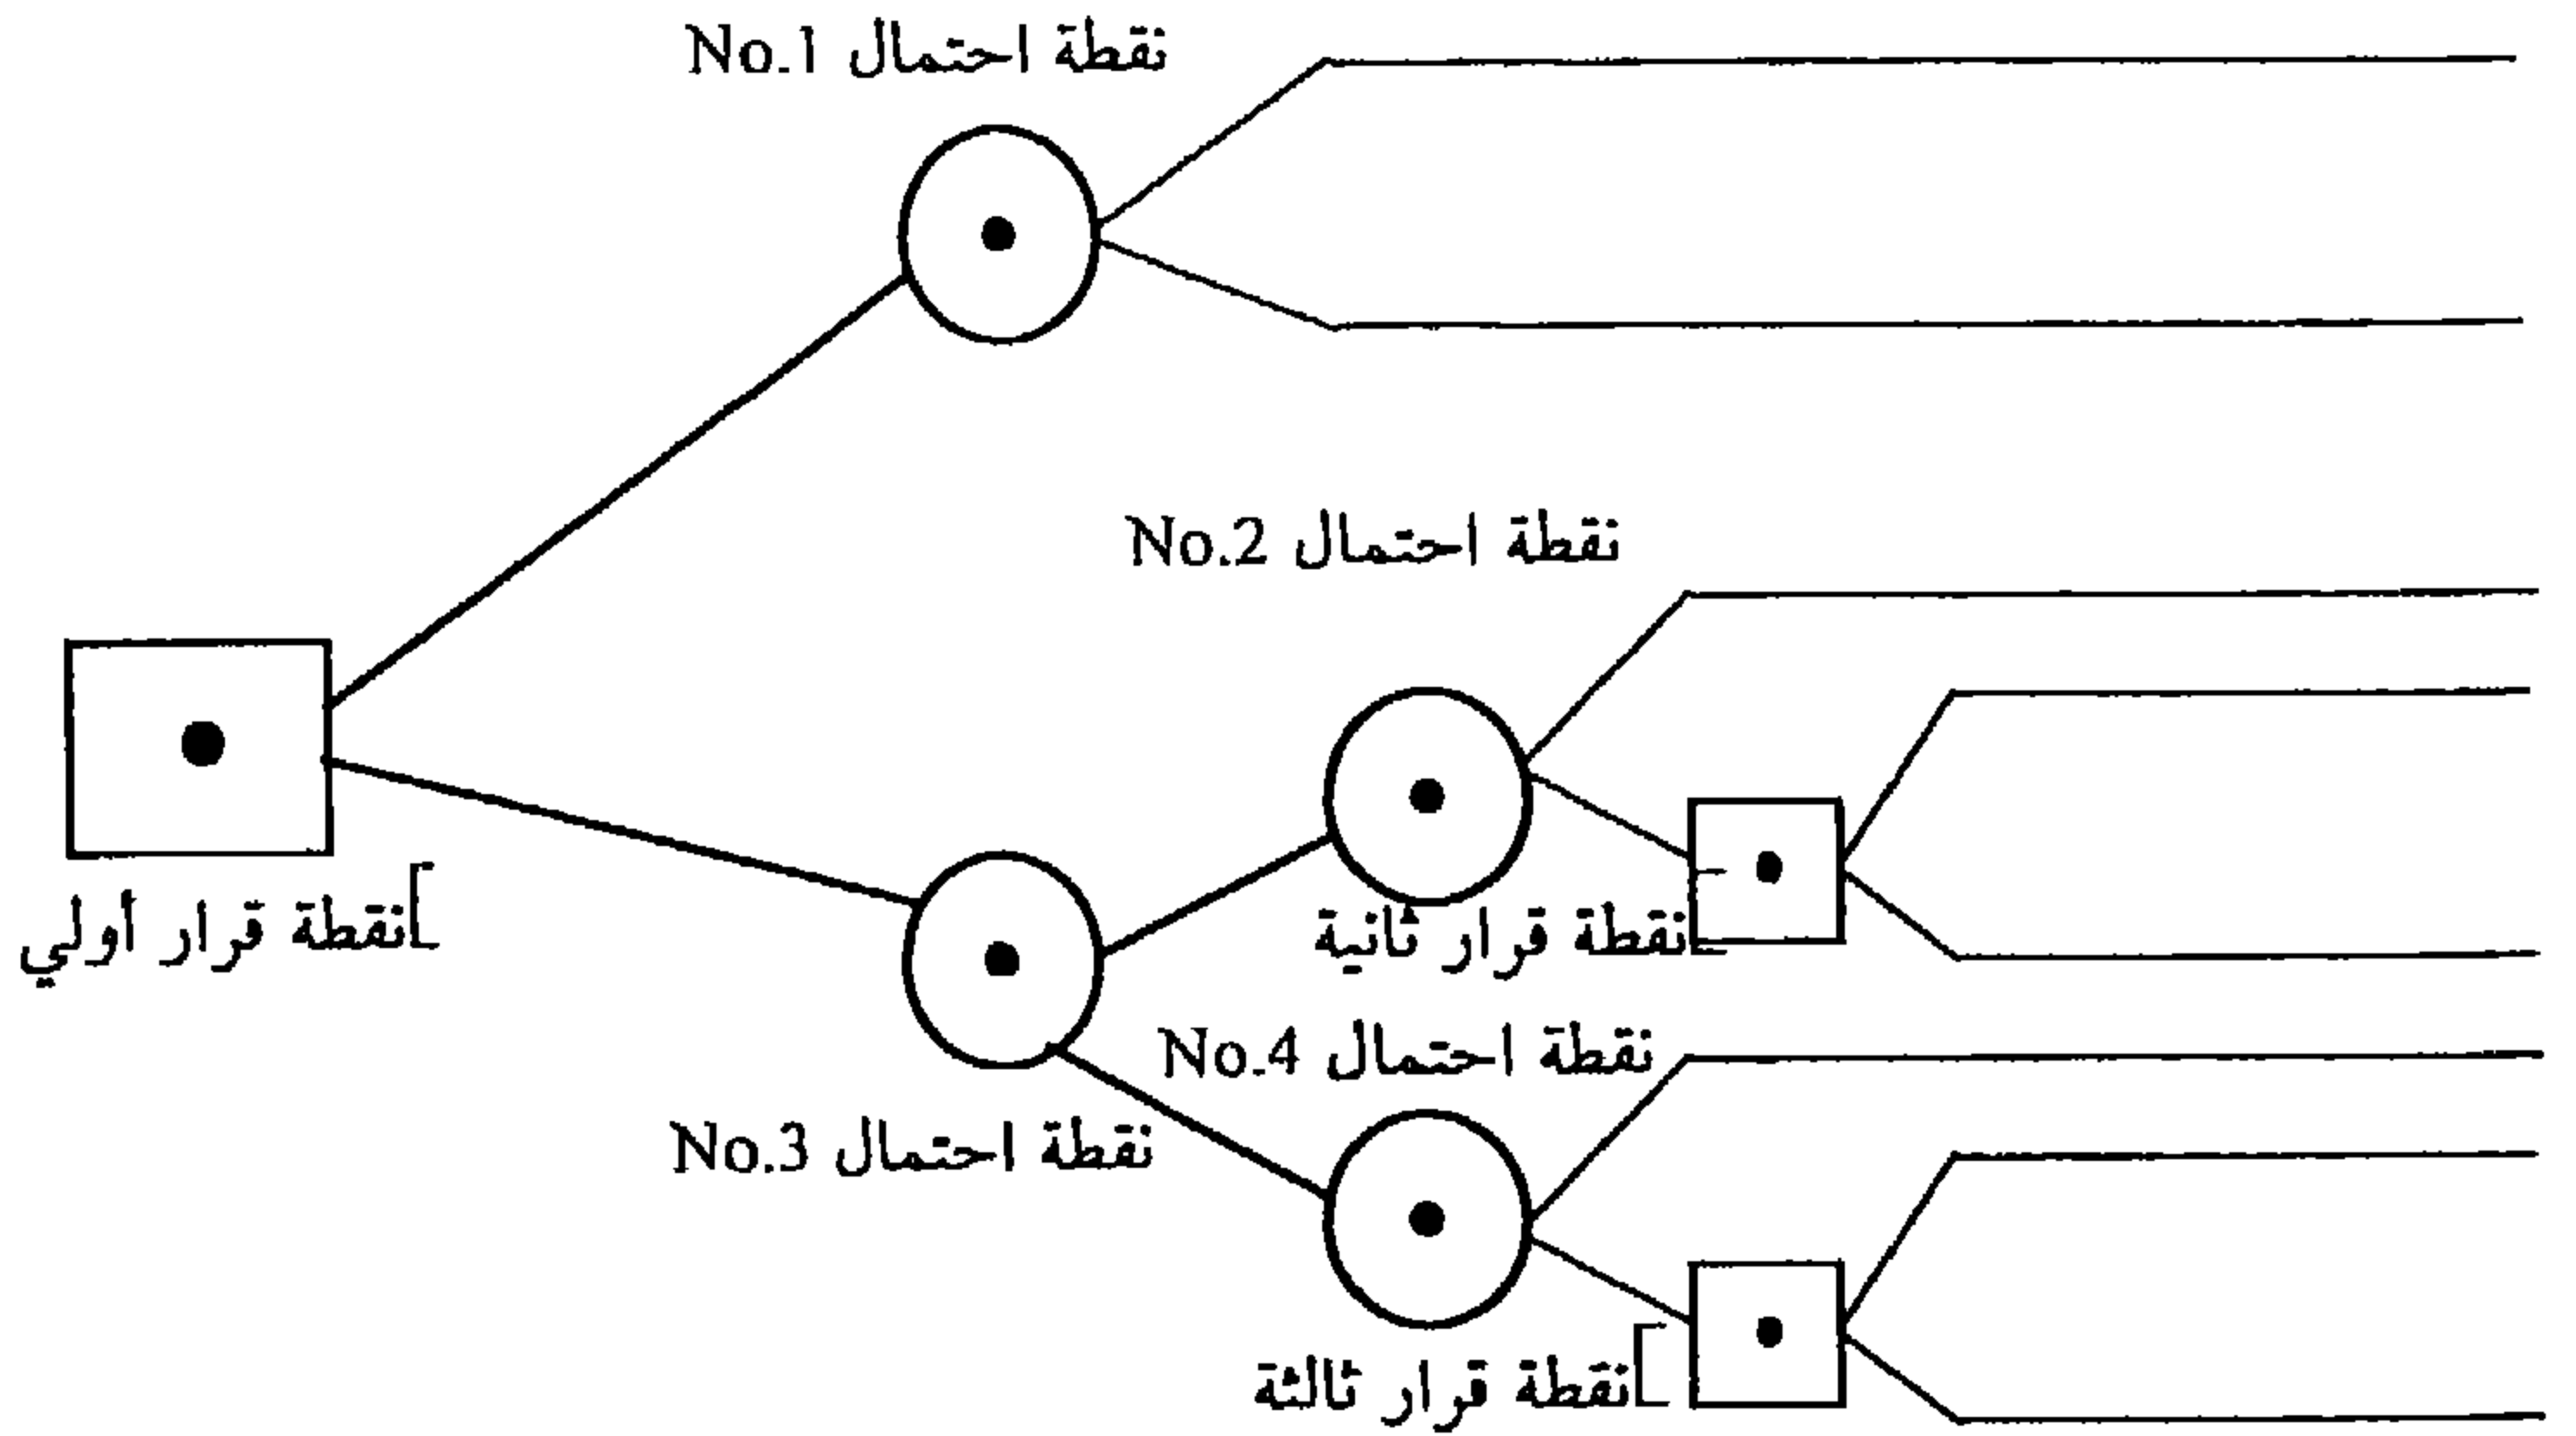 نقطة احتمال No.1
نقطة احتمال No.2
نقطة قرار أولي
نقطة قرار ثانية
نقطة احتمال No.4
نقطة احتمال No.3
نقطة قرار ثالثة